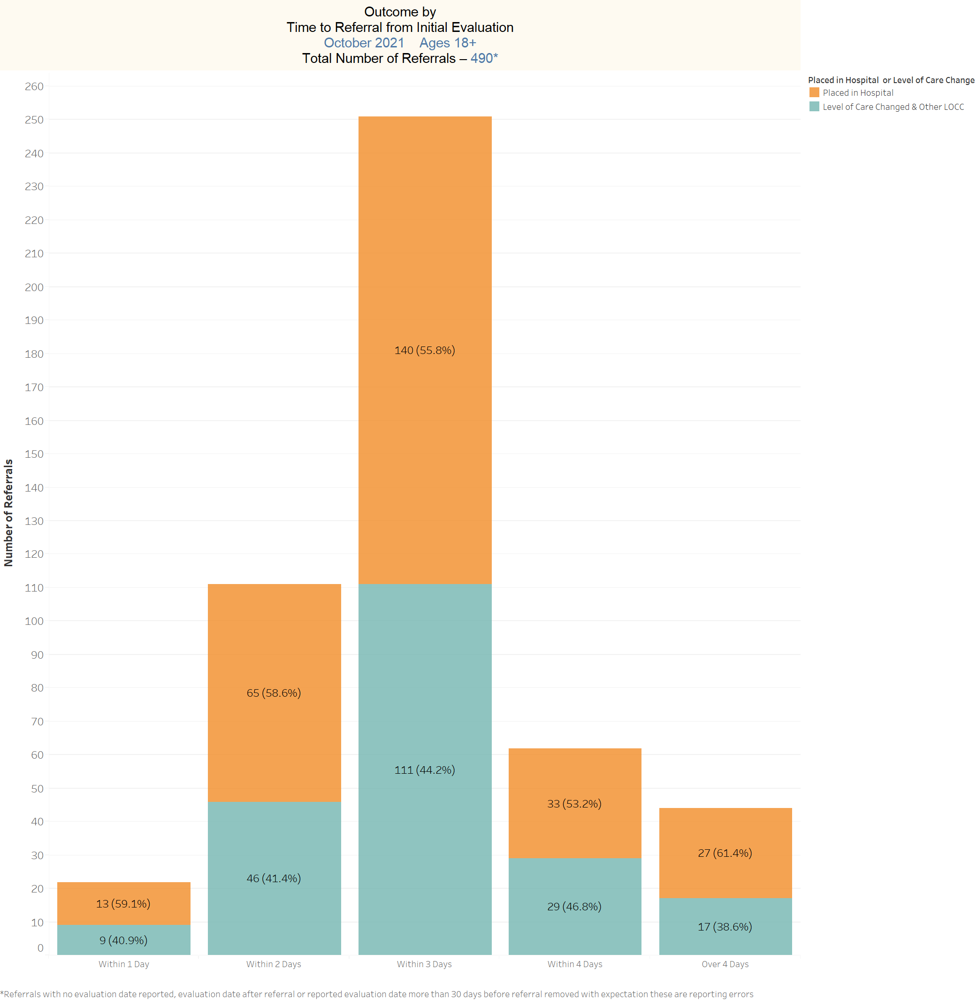 Outcome by
Time to Referral from Initial Evaluation
October 2021 Ages 18+
Total Number of Referrals – 490*
Placed in Hospital or Level of Care Change
Placed in Hospital
Level of Care Changed & Other LOCC
Number of Referrals
260
250
240
230
220
210
200
190
180
170
160
150
140
130
120
110
100
90
80
70
60
50
40
30
20
10
0
13 (59.1%)
9 (40.9%)
65 (58.6%)
46 (41.4%)
140 (55.8%)
111 (44.2%)
33 (53.2%)
29 (46.8%)
27 (61.4%)
17 (38.6%)
Within 1 Day
Within 2 Days
Within 3 Days
Within 4 Days
Over 4 Days
*Referrals with no evaluation date reported, evaluation date after referral or reported evaluation date more than 30 days before referral removed with expectation these are reporting errors